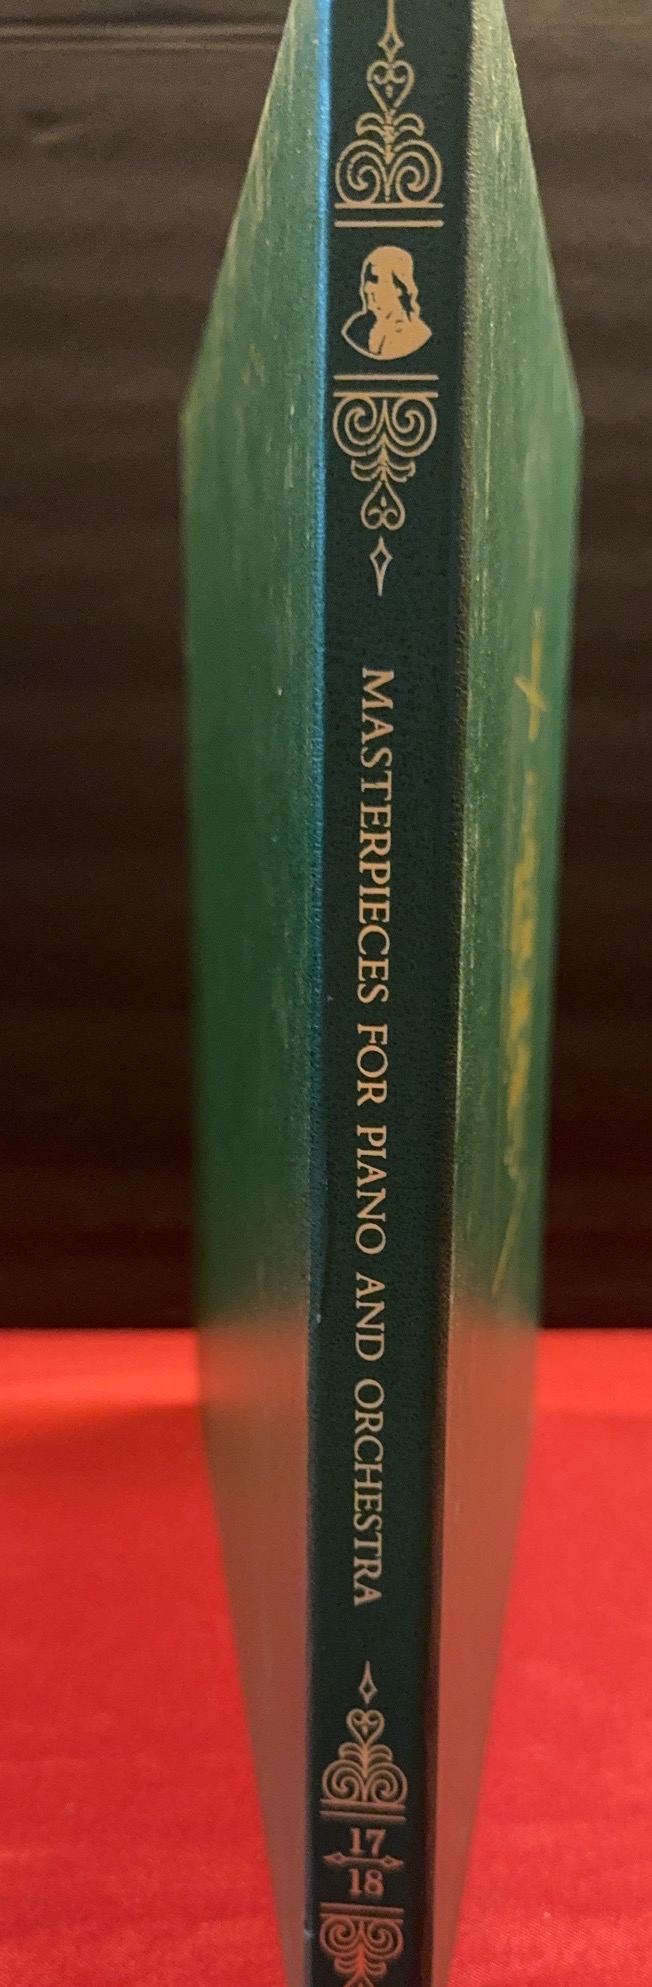 MASTERPIECES FOR PIANO AND ORCHESTRA
17
18